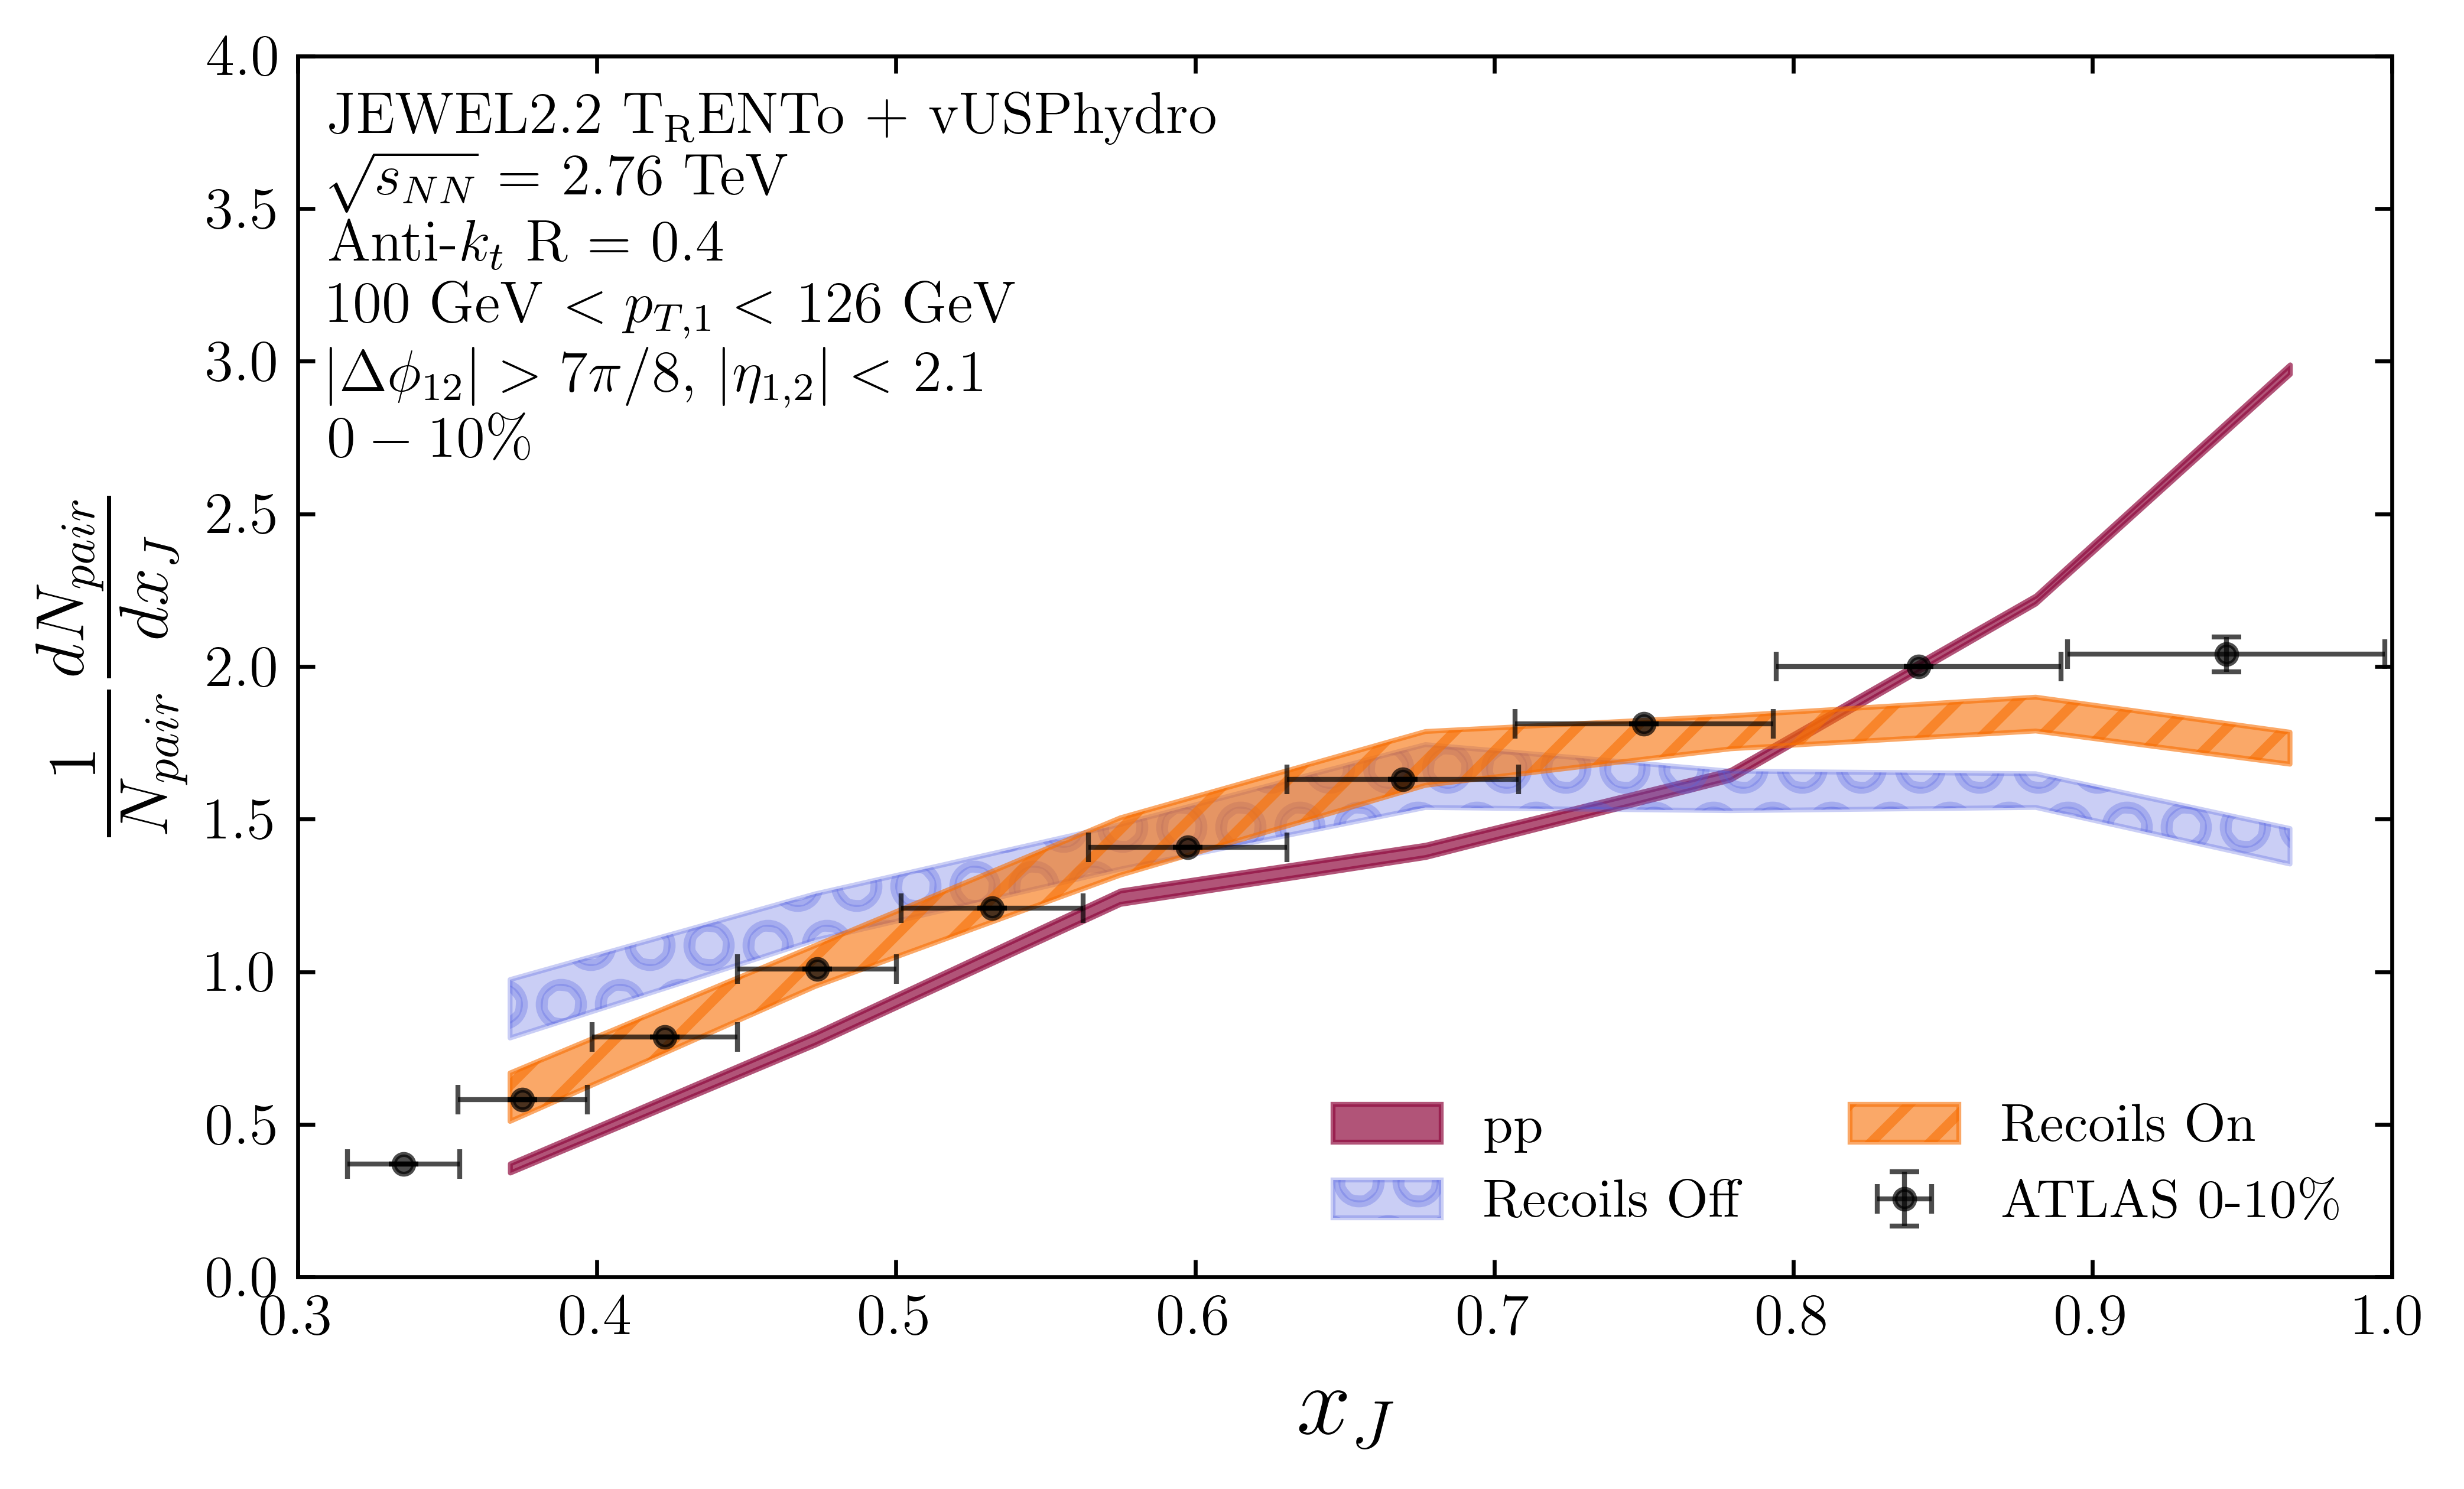 JEWEL2.2 TRENTo + vUSPhydro
√sNN = 2.76 TeV
Anti-kt R = 0.4
100 GeV < pT,1 < 126 GeV
|Δϕ12| > 7π/8, |η1,2| < 2.1
0 − 10%
4.0
3.5
3.0
2.5
2.0
1.5
1.0
0.5
0.0
1/Npair dNpair/dxJ
pp
Recoils Off
Recoils On
ATLAS 0-10%
0.3 0.4 0.5 0.6 0.7 0.8 0.9 1.0
xJ